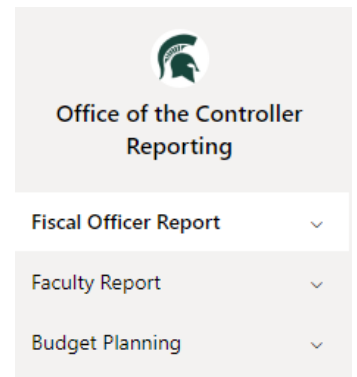 Office of the Controller
Reporting
Fiscal Officer Report
Faculty Report
Budget Planning